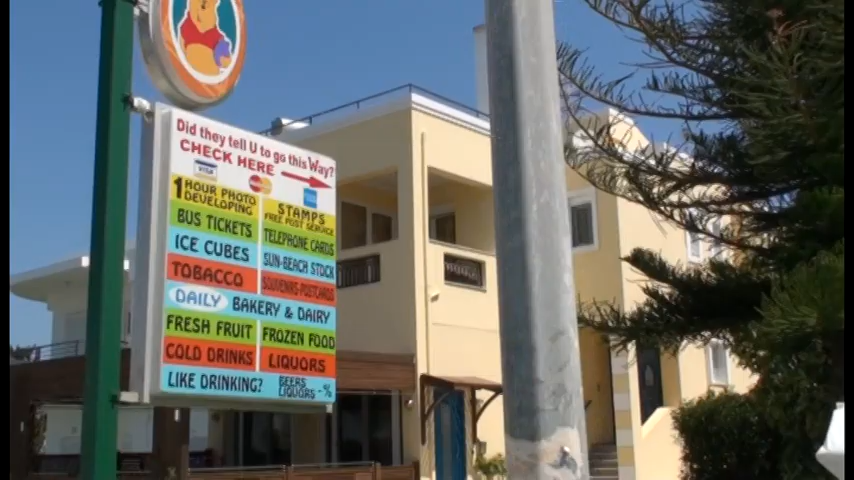 Did they tell U to go this Way?
CHECK HERE
VISA
1 HOUR PHOTO DEVELOPING
STAMPS
FREE POST SERVICE
BUS TICKETS
TELEPHONE CARDS
ICE CUBES
SUN-BEACH STOCK
TOBACCO
SOUVENIRS-POSTCARDS
DAILY BAKERY & DAIRY
FRESH FRUIT
FROZEN FOOD
COLD DRINKS
LIQUORS
LIKE DRINKING?
BEERS
LIQUORS -%